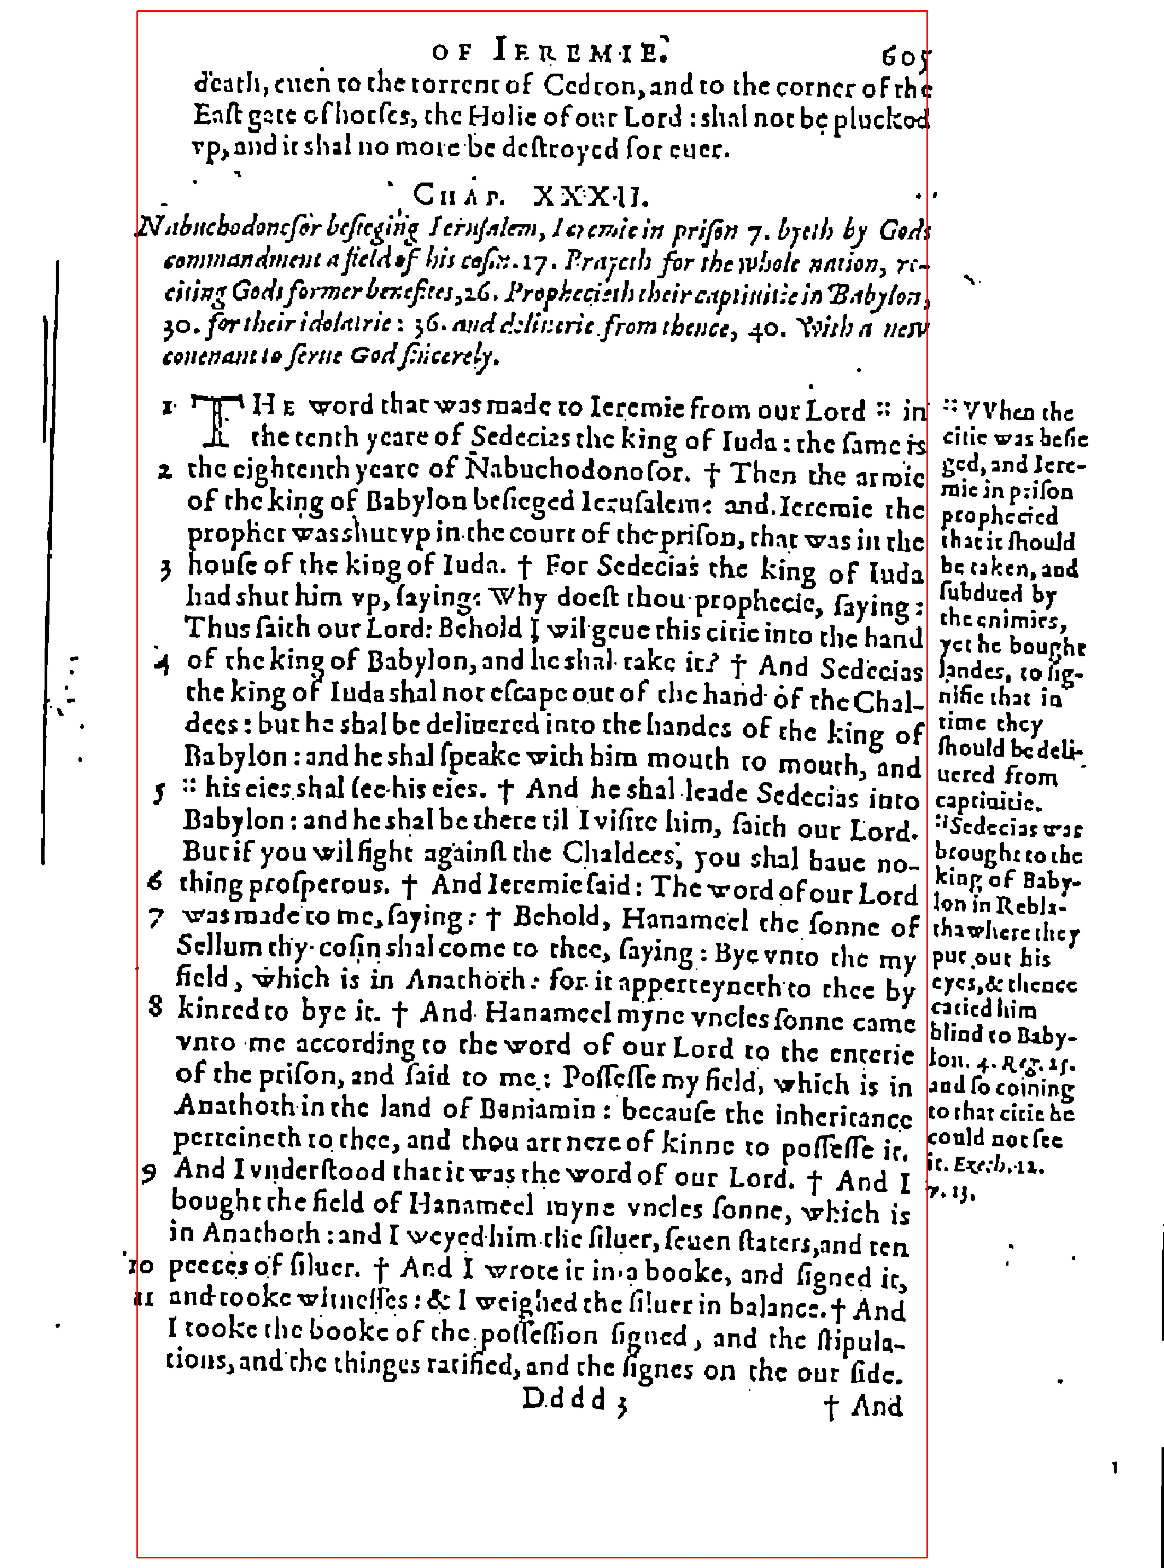 OF IEREMIE. 605
death, euen to the torrent of Cedron, and to the corner of the
Eaſt gate of horſes, the Holie of our Lord : shal not be plucked
vp, and it shal no more be deſtroyed for euer.
CHAP. XXXII.
Nabuchodonoſor beſieging Ieruſalem, Ieremie in priſon 7. byeth by Gods
commandment a field of his coſin. 17. Prayeth for the whole nation, re-
citing Gods former benefites, 26. Prophecieth their captiuitie in Babylon,
30. for their idolatrie : 36. and deliuerie from thence, 40. With a new
couenant to ſerue God ſincerely.
1 THE word that was made to Ieremie from our Lord :: in
the tenth yeare of Sedecias the king of Iuda : the ſame is
2 the eightenth yeare of Nabuchodonoſor. † Then the armie
of the king of Babylon beſieged Ieruſalem : and Ieremie the
prophet was shut vp in the court of the priſon, that was in the
3 houſe of the king of Iuda. † For Sedecias the king of Iuda
had shut him vp, ſaying : Why doeſt thou prophecie, ſaying :
Thus ſaith our Lord : Behold I wil geue this citie into the hand
4 of the king of Babylon, and he shal take it? † And Sedecias
the king of Iuda shal not eſcape out of the hand of the Chal-
dees : but he shal be deliuered into the handes of the king of
Babylon : and he shal ſpeake with him mouth to mouth, and
5 :: his eies shal ſee his eies. † And he shal leade Sedecias into
Babylon : and he shal be there til I viſite him, ſaith our Lord.
But if you wil fight againſt the Chaldees, you shal haue no-
6 thing proſperous. † And Ieremie ſaid : The word of our Lord
7 was made to me, ſaying : † Behold, Hanameel the ſonne of
Sellum thy coſin shal come to thee, ſaying : Bye vnto the my
field, which is in Anathoth : for it apperteyneth to thee by
8 kinred to bye it. † And Hanameel myne vncles ſonne came
vnto me according to the word of our Lord to the enterie
of the priſon, and ſaid to me : Poſſeſſe my field, which is in
Anathoth in the land of Beniamin : becauſe the inheritance
perteineth to thee, and thou art nere of kinne to poſſeſſe it.
And I vnderſtood that it was the word of our Lord. † And I
9 bought the field of Hanameel myne vncles ſonne, which is
in Anathoth : and I weyed him the ſiluer, ſeuen ſtaters, and ten
10 peeces of ſiluer. † And I wrote it in a booke, and ſigned it,
11 and tooke witneſſes : & I weighed the ſiluer in balance. † And
I tooke the booke of the poſſeſſion ſigned, and the ſtipula-
tions, and the thinges ratified, and the ſignes on the our ſide.
Dddd 3 † And
:: VVhen the
citie was beſie
ged, and Iere-
mie in priſon
prophecied
that it ſhould
be taken, and
ſubdued by
the enimies,
yet he bought
landes, to ſig-
nifie that in
time they
ſhould be deli-
uered from
captiuitie.
:: Sedecias was
brought to the
king of Baby-
lon in Rebla-
tha where they
put out his
eyes, & thence
caried him
blind to Baby-
lon. 4. Reg. 25.
and ſo coming
to that citie he
could not ſee
it. Ezech. 12.
v. 13.